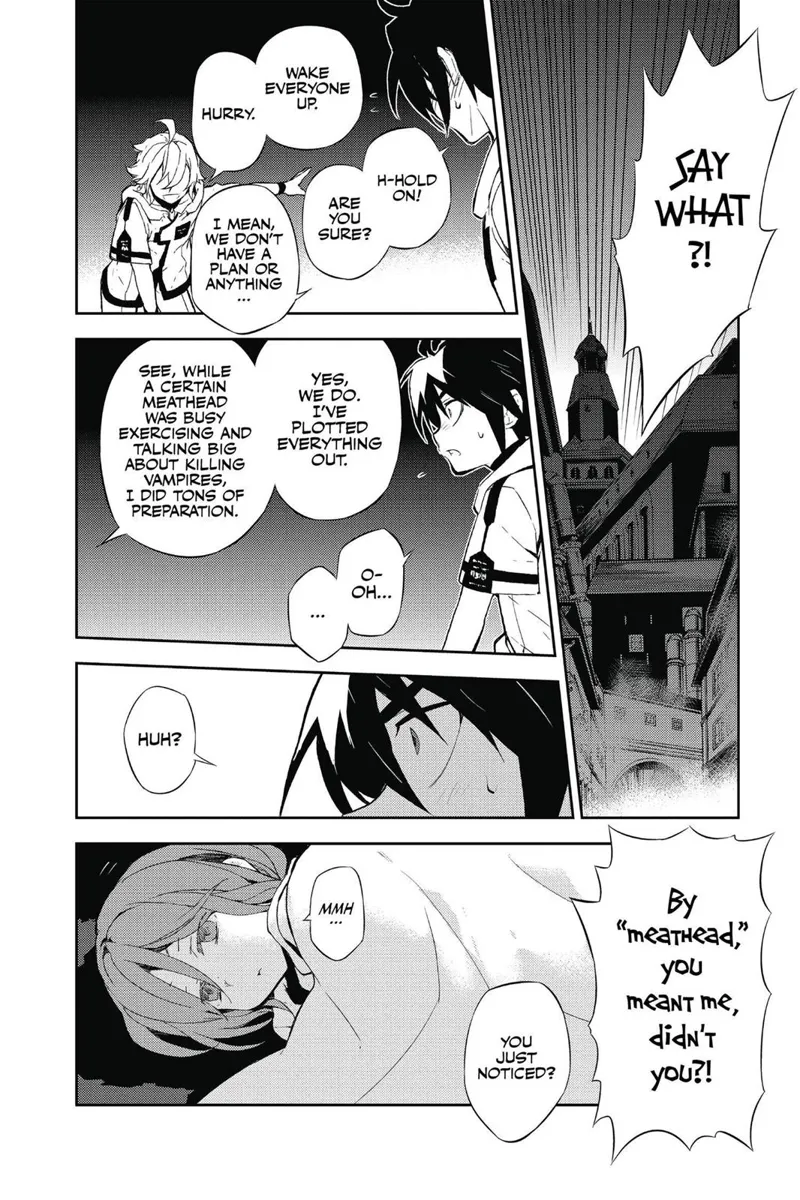 SAY
WHAT
?!
WAKE
EVERYONE
UP.
HURRY.
H-HOLD
ON!
ARE
YOU
SURE?
I MEAN,
WE DON'T
HAVE A
PLAN OR
ANYTHING
...
YES,
WE DO.
I'VE
PLOTTED
EVERYTHING
OUT.
SEE, WHILE
A CERTAIN
MEATHEAD
WAS BUSY
EXERCISING AND
TALKING BIG
ABOUT KILLING
VAMPIRES,
I DID TONS OF
PREPARATION.
O-
OH...
...
HUH?
By
"meathead,"
you
meant me,
didn't
you?!
MMH
...
YOU
JUST
NOTICED?